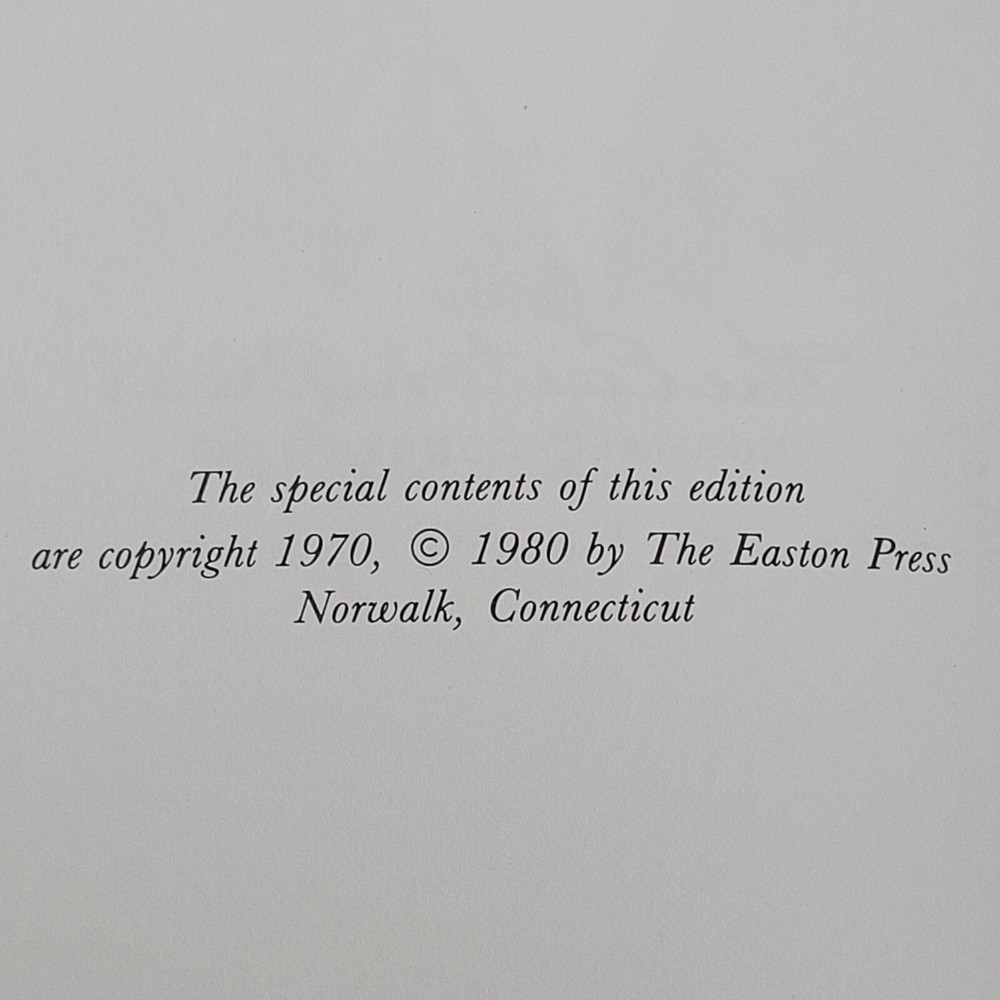 The special contents of this edition
are copyright 1970, © 1980 by The Easton Press
Norwalk, Connecticut